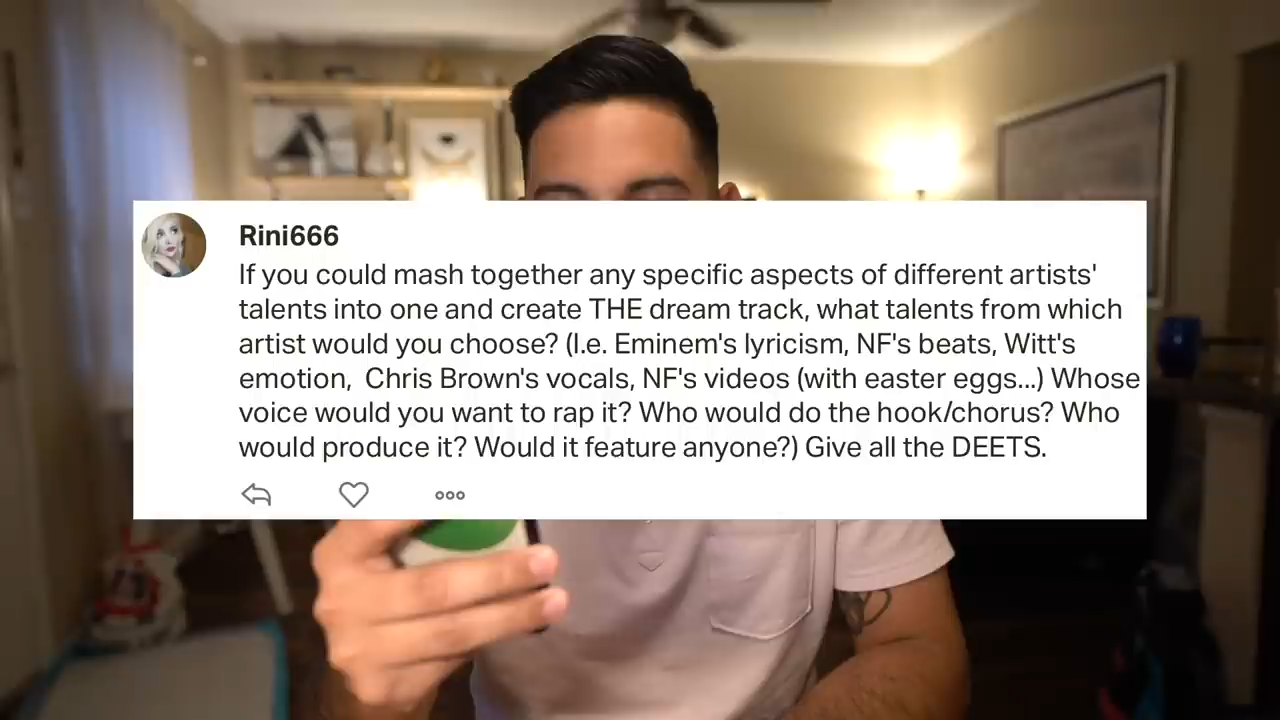 Rini666
If you could mash together any specific aspects of different artists'
talents into one and create THE dream track, what talents from which
artist would you choose? (I.e. Eminem's lyricism, NF's beats, Witt's
emotion,  Chris Brown's vocals, NF's videos (with easter eggs...) Whose
voice would you want to rap it? Who would do the hook/chorus? Who
would produce it? Would it feature anyone?) Give all the DEETS.